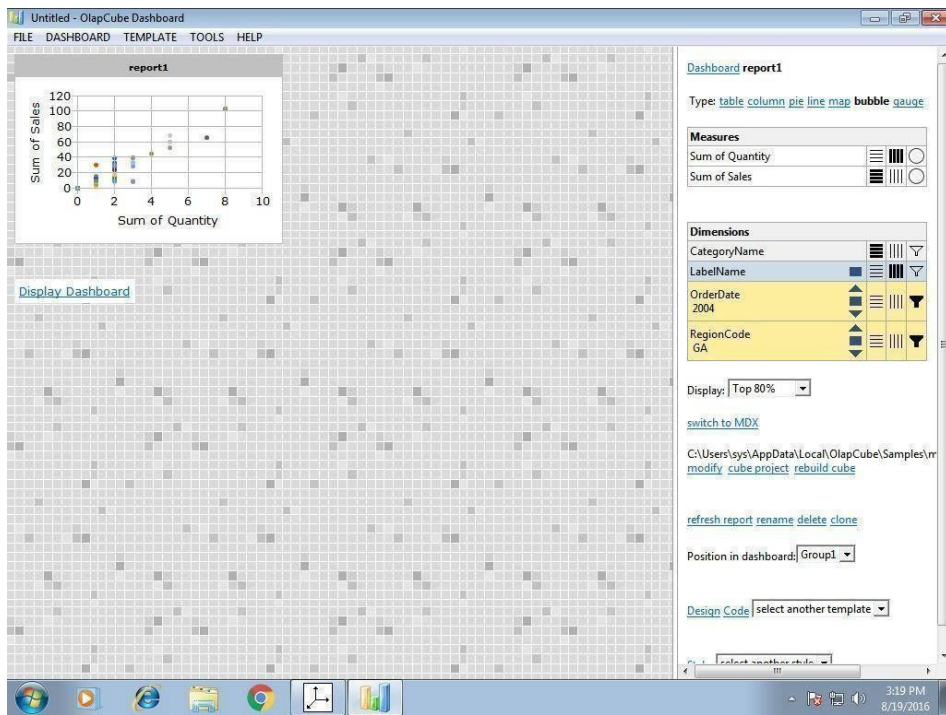 Untitled - OlapCube Dashboard
FILE DASHBOARD TEMPLATE TOOLS HELP
report1
120
100
80
60
40
20
0
0 2 4 6 8 10
Sum of Sales
Sum of Quantity
Display Dashboard
Dashboard report1
Type: table column pie line map bubble gauge
Measures
Sum of Quantity
Sum of Sales
Dimensions
CategoryName
LabelName
OrderDate
2004
RegionCode
GA
Display: Top 80%
switch to MDX
C:\Users\sys\AppData\Local\OlapCube\Samples\m
modify cube project rebuild cube
refresh report rename delete clone
Position in dashboard: Group1
Design Code select another template
select another style
3:19 PM
8/19/2016